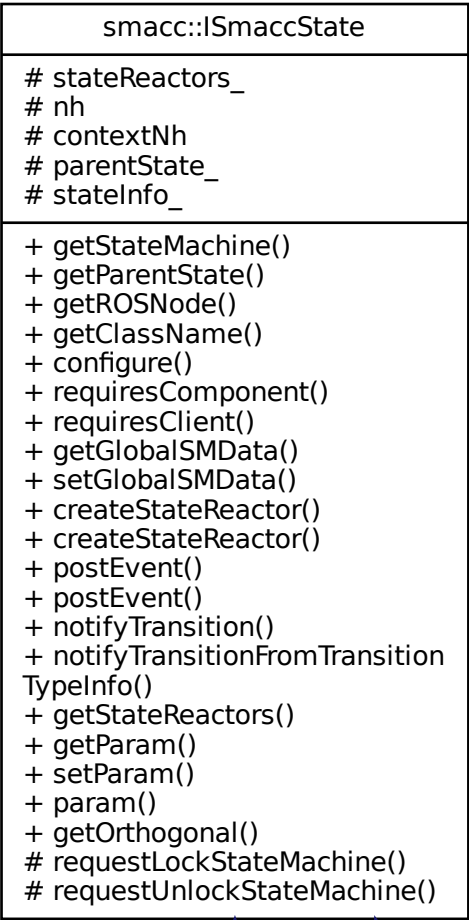 smacc::ISmaccState
# stateReactors_
# nh
# contextNh
# parentState_
# stateInfo_
+ getStateMachine()
+ getParentState()
+ getROSNode()
+ getClassName()
+ configure()
+ requiresComponent()
+ requiresClient()
+ getGlobalSMData()
+ setGlobalSMData()
+ createStateReactor()
+ createStateReactor()
+ postEvent()
+ postEvent()
+ notifyTransition()
+ notifyTransitionFromTransition
TypeInfo()
+ getStateReactors()
+ getParam()
+ setParam()
+ param()
+ getOrthogonal()
# requestLockStateMachine()
# requestUnlockStateMachine()